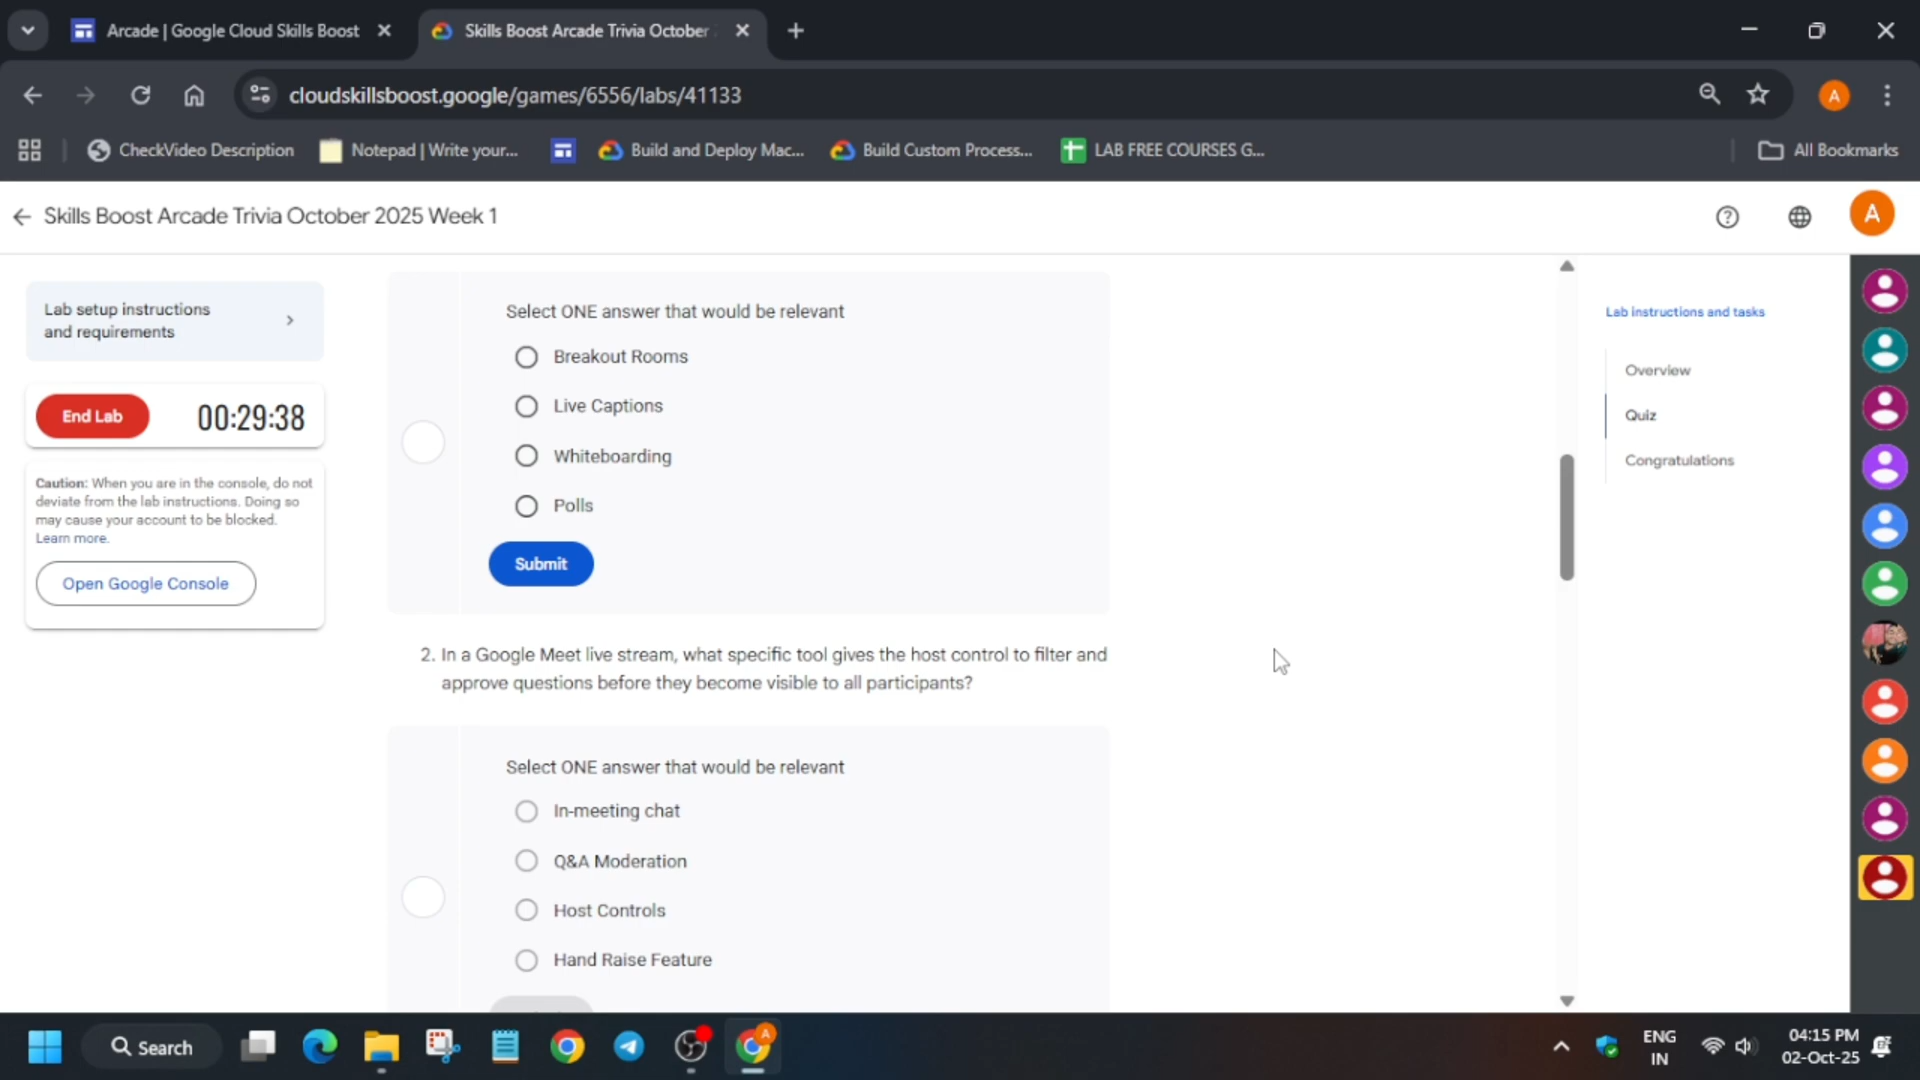 Arcade | Google Cloud Skills Boost
Skills Boost Arcade Trivia October
cloudskillsboost.google/games/6556/labs/41133
A
CheckVideo Description
Notepad | Write your...
Build and Deploy Mac...
Build Custom Process...
LAB FREE COURSES G...
All Bookmarks
Skills Boost Arcade Trivia October 2025 Week 1
A
Lab setup instructions
and requirements
End Lab
00:29:38
Caution: When you are in the console, do not
deviate from the lab instructions. Doing so
may cause your account to be blocked.
Learn more.
Open Google Console
Select ONE answer that would be relevant
Breakout Rooms
Live Captions
Whiteboarding
Polls
Submit
2. In a Google Meet live stream, what specific tool gives the host control to filter and
approve questions before they become visible to all participants?
Select ONE answer that would be relevant
In-meeting chat
Q&A Moderation
Host Controls
Hand Raise Feature
Lab instructions and tasks
Overview
Quiz
Congratulations
Search
A
ENG
IN
04:15 PM
02-Oct-25